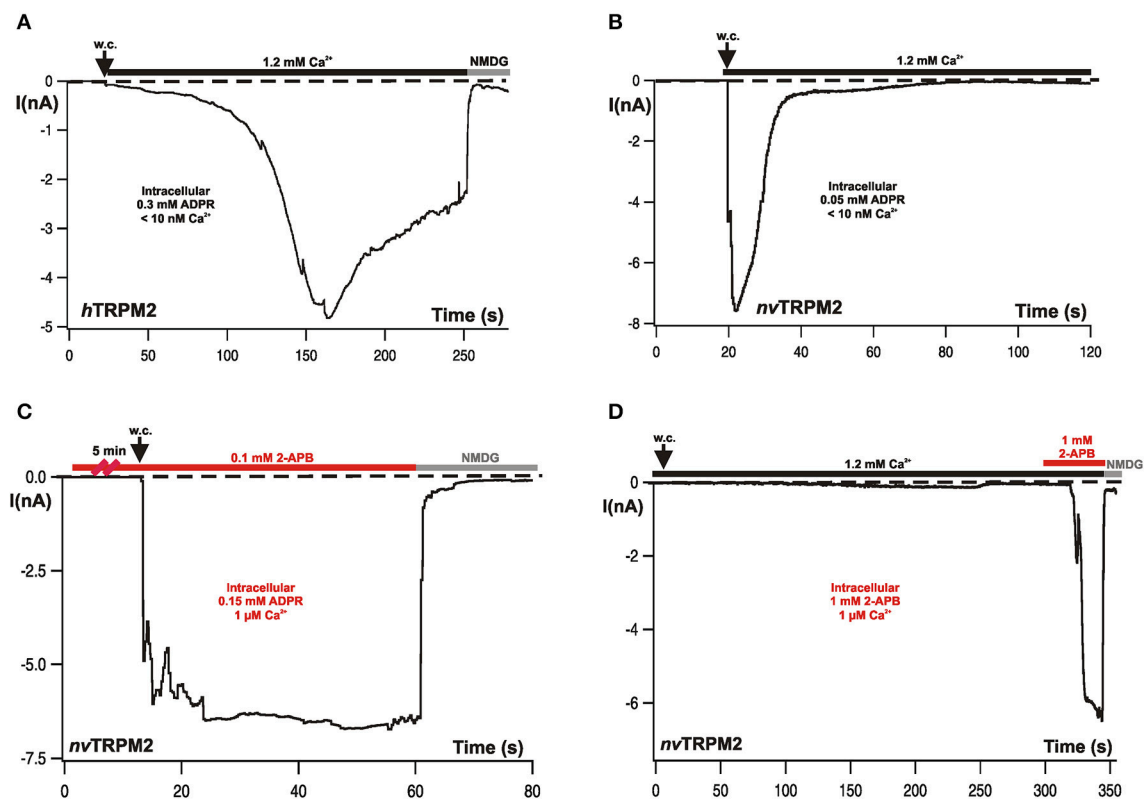 A
w.c.
1.2 mM Ca²⁺
NMDG
0
I(nA)
-1
-2
-3
-4
-5
Intracellular
0.3 mM ADPR
< 10 nM Ca²⁺
hTRPM2
Time (s)
0 50 100 150 200 250
B
w.c.
1.2 mM Ca²⁺
0
I(nA)
-2
-4
-6
-8
Intracellular
0.05 mM ADPR
< 10 nM Ca²⁺
nvTRPM2
Time (s)
0 20 40 60 80 100 120
C
w.c.
5 min
0.1 mM 2-APB
NMDG
0.0
I(nA)
-2.5
-5.0
-7.5
Intracellular
0.15 mM ADPR
1 µM Ca²⁺
nvTRPM2
Time (s)
0 20 40 60 80
D
w.c.
1 mM
2-APB
1.2 mM Ca²⁺
NMDG
0
I(nA)
-2
-4
-6
Intracellular
1 mM 2-APB
1 µM Ca²⁺
nvTRPM2
Time (s)
0 50 100 150 200 250 300 350